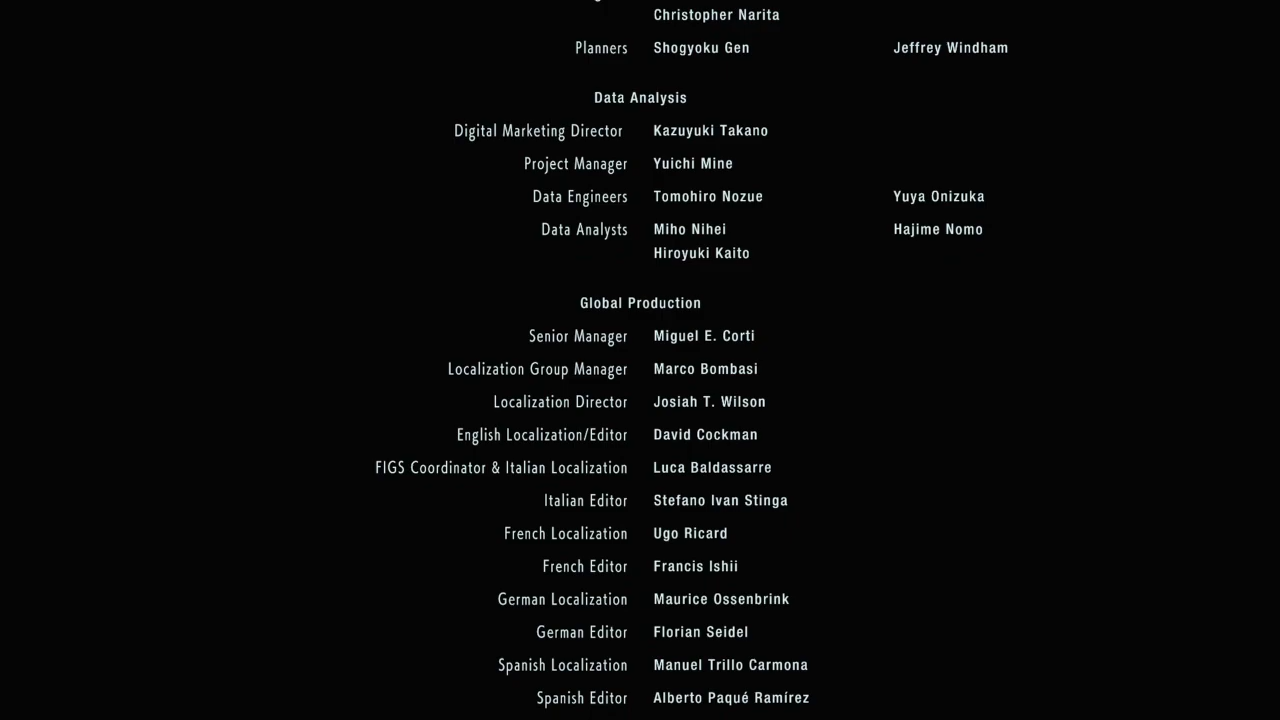 Christopher Narita
Planners Shogyoku Gen Jeffrey Windham
Data Analysis
Digital Marketing Director Kazuyuki Takano
Project Manager Yuichi Mine
Data Engineers Tomohiro Nozue Yuya Onizuka
Data Analysts Miho Nihei Hajime Nomo
Hiroyuki Kaito
Global Production
Senior Manager Miguel E. Corti
Localization Group Manager Marco Bombasi
Localization Director Josiah T. Wilson
English Localization/Editor David Cockman
FIGS Coordinator & Italian Localization Luca Baldassarre
Italian Editor Stefano Ivan Stinga
French Localization Ugo Ricard
French Editor Francis Ishii
German Localization Maurice Ossenbrink
German Editor Florian Seidel
Spanish Localization Manuel Trillo Carmona
Spanish Editor Alberto Paqué Ramírez